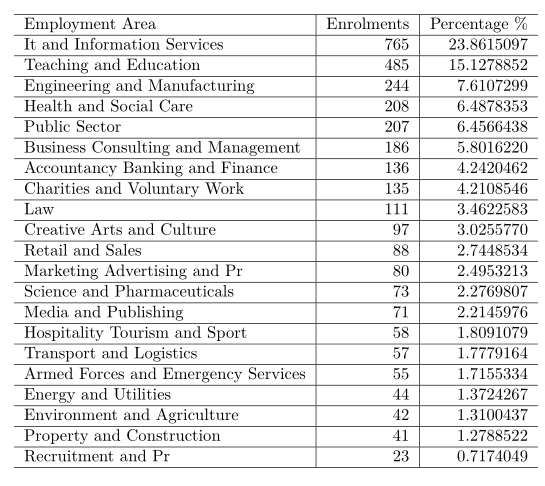 Employment Area Enrolments Percentage %
It and Information Services 765 23.8615097
Teaching and Education 485 15.1278852
Engineering and Manufacturing 244 7.6107299
Health and Social Care 208 6.4878353
Public Sector 207 6.4566438
Business Consulting and Management 186 5.8016220
Accountancy Banking and Finance 136 4.2420462
Charities and Voluntary Work 135 4.2108546
Law 111 3.4622583
Creative Arts and Culture 97 3.0255770
Retail and Sales 88 2.7448534
Marketing Advertising and Pr 80 2.4953213
Science and Pharmaceuticals 73 2.2769807
Media and Publishing 71 2.2145976
Hospitality Tourism and Sport 58 1.8091079
Transport and Logistics 57 1.7779164
Armed Forces and Emergency Services 55 1.7155334
Energy and Utilities 44 1.3724267
Environment and Agriculture 42 1.3100437
Property and Construction 41 1.2788522
Recruitment and Pr 23 0.7174049